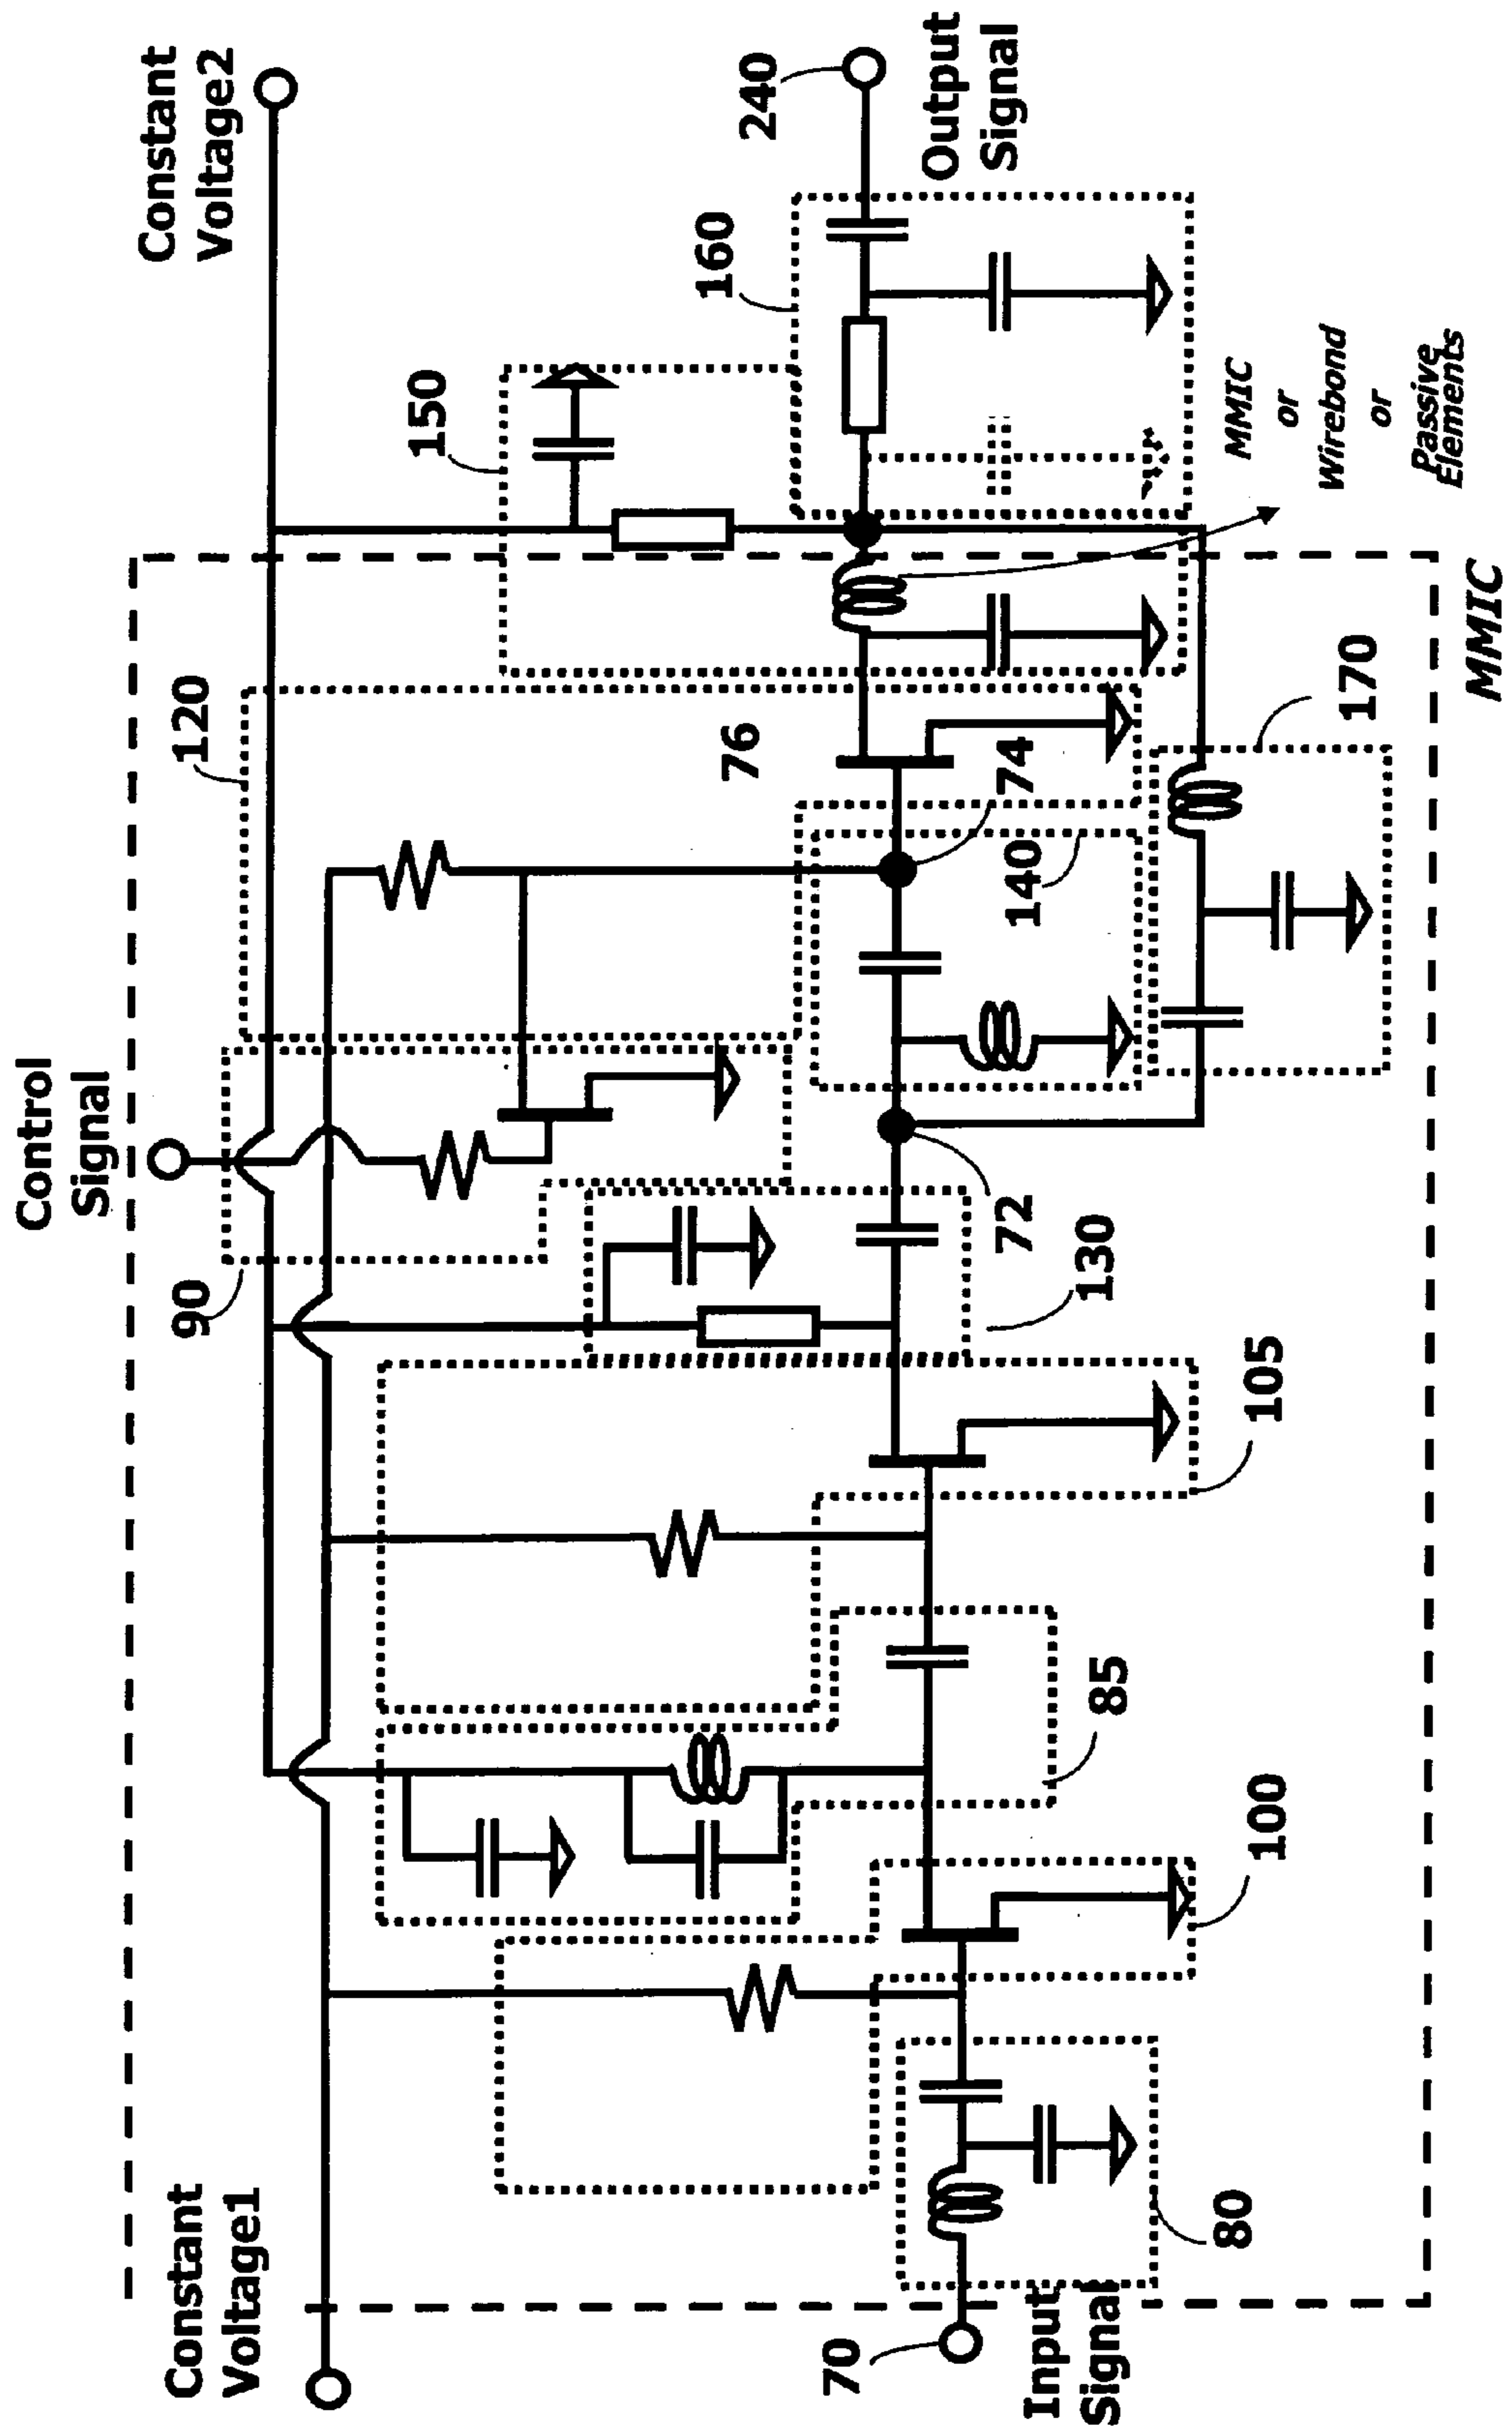 Control
Signal
Constant
Voltage1
Constant
Voltage2
90
120
150
160
240
Output
Signal
76
74
140
72
130
105
85
100
80
70
Input
Signal
170
MMIC
or
Wirebond
or
Passive
Elements
MMIC